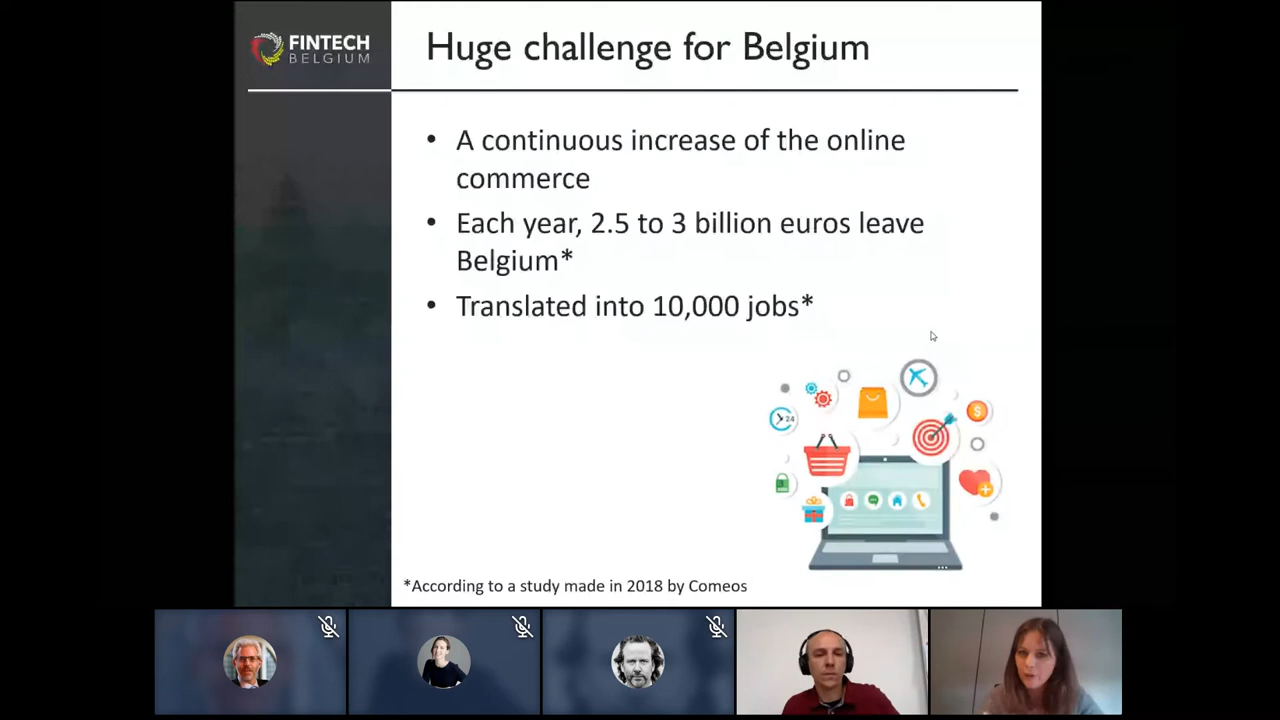 FINTECH
BELGIUM
Huge challenge for Belgium
• A continuous increase of the online
commerce
• Each year, 2.5 to 3 billion euros leave
Belgium*
• Translated into 10,000 jobs*
24
$
*According to a study made in 2018 by Comeos